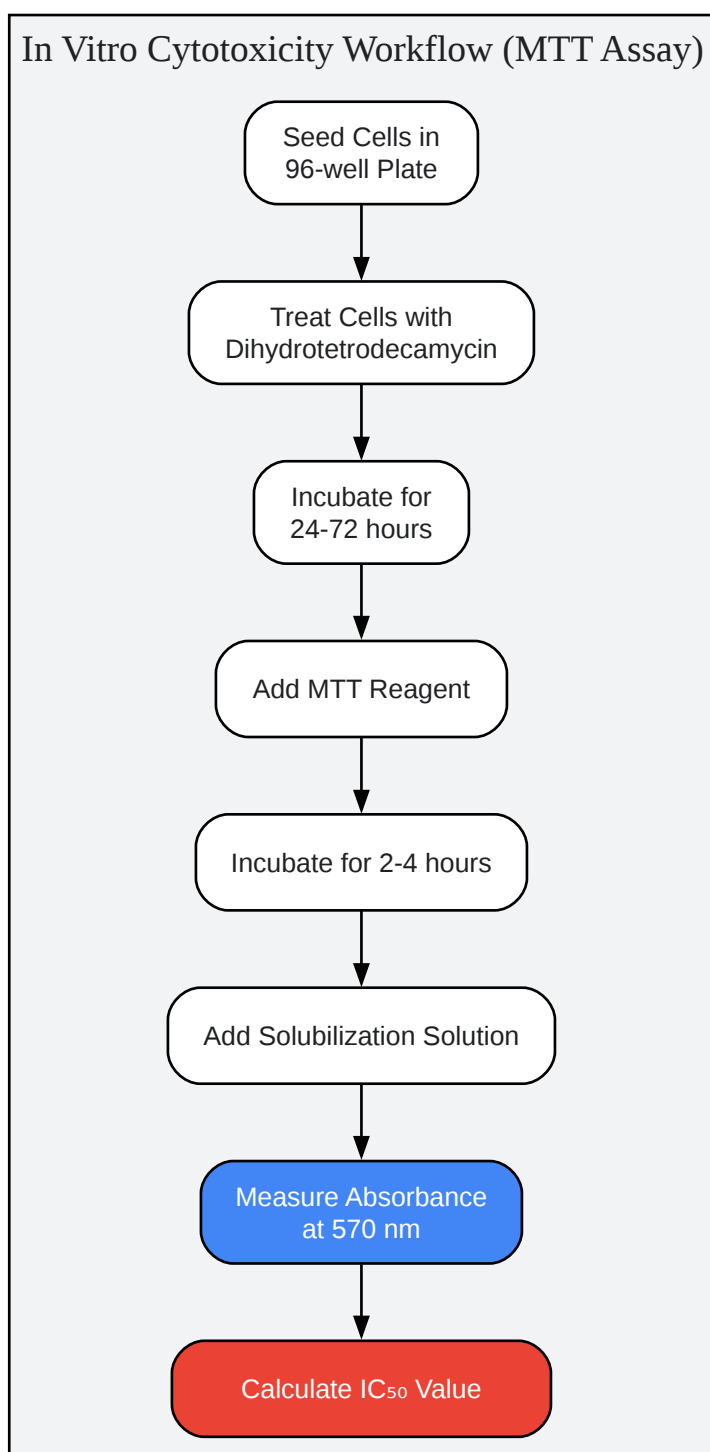 In Vitro Cytotoxicity Workflow (MTT Assay)
Seed Cells in
96-well Plate
Treat Cells with
Dihydrotetrodecamycin
Incubate for
24-72 hours
Add MTT Reagent
Incubate for 2-4 hours
Add Solubilization Solution
Measure Absorbance
at 570 nm
Calculate IC₅₀ Value